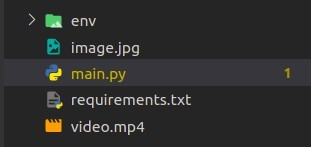 env
image.jpg
main.py 1
requirements.txt
video.mp4